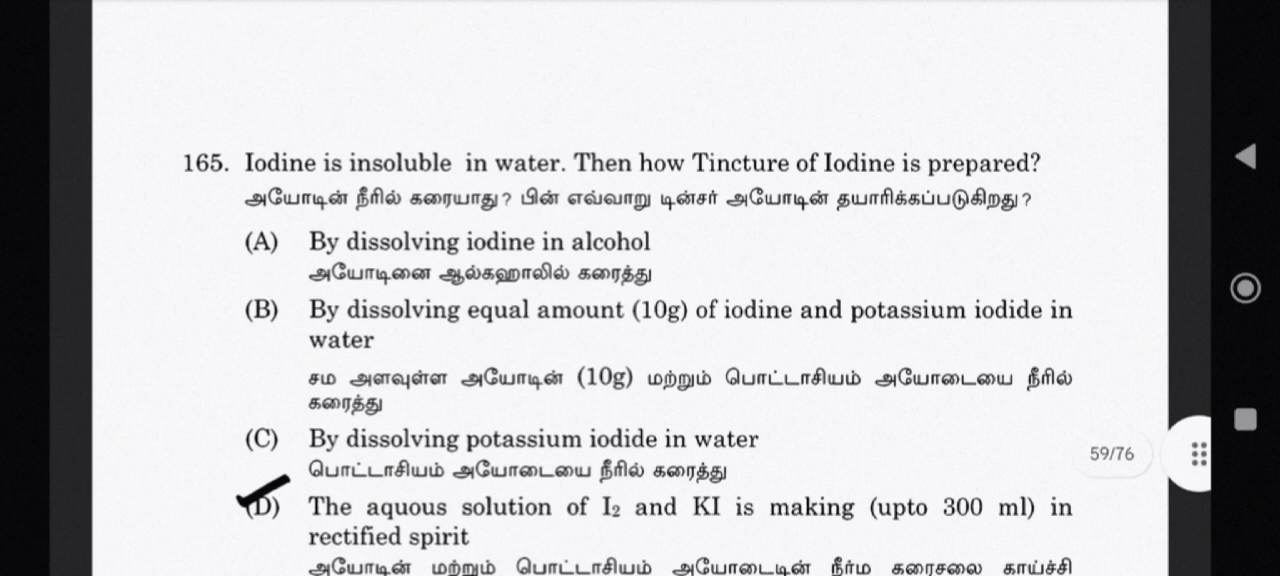 165. Iodine is insoluble in water. Then how Tincture of Iodine is prepared?
அயோடின் நீரில் கரையாது? பின் எவ்வாறு டின்சர் அயோடின் தயாரிக்கப்படுகிறது?
(A) By dissolving iodine in alcohol
அயோடினை ஆல்கஹாலில் கரைத்து
(B) By dissolving equal amount (10g) of iodine and potassium iodide in
water
சம அளவுள்ள அயோடின் (10g) மற்றும் பொட்டாசியம் அயோடையை நீரில்
கரைத்து
(C) By dissolving potassium iodide in water
பொட்டாசியம் அயோடையை நீரில் கரைத்து
59/76
(D) The aquous solution of I₂ and KI is making (upto 300 ml) in
rectified spirit
அயோடின் மற்றும் பொட்டாசியம் அயோடைடின் நீர்ம கரைசலை காய்ச்சி